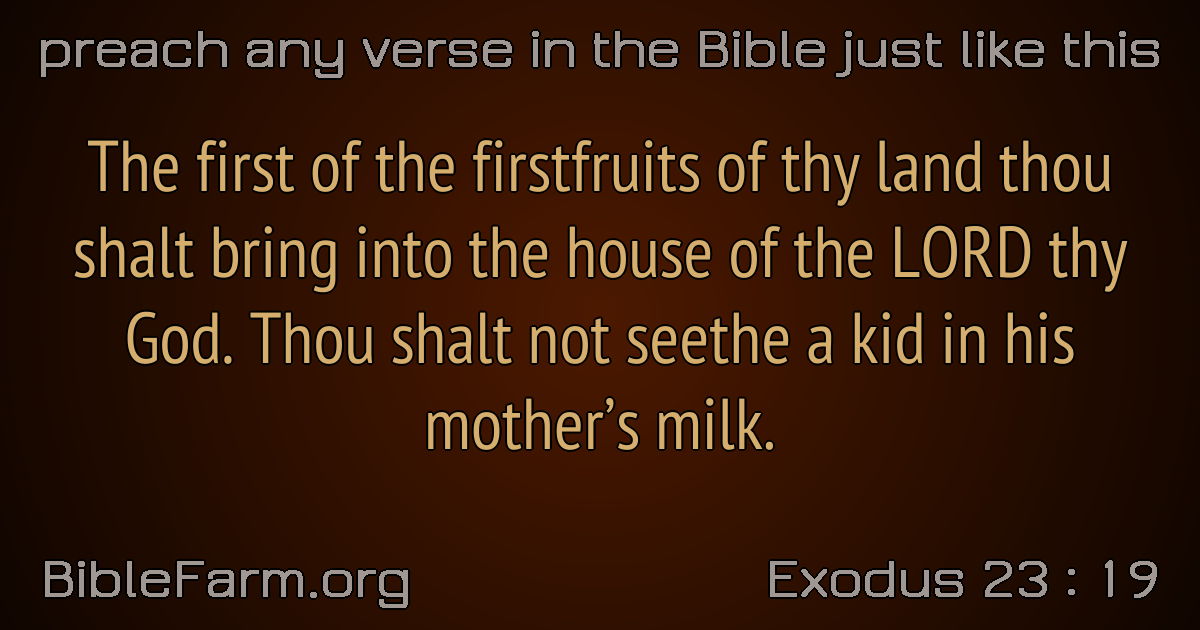 preach any verse in the Bible just like this
The first of the firstfruits of thy land thou
shalt bring into the house of the LORD thy
God. Thou shalt not seethe a kid in his
mother’s milk.
BibleFarm.org
Exodus 23 : 19